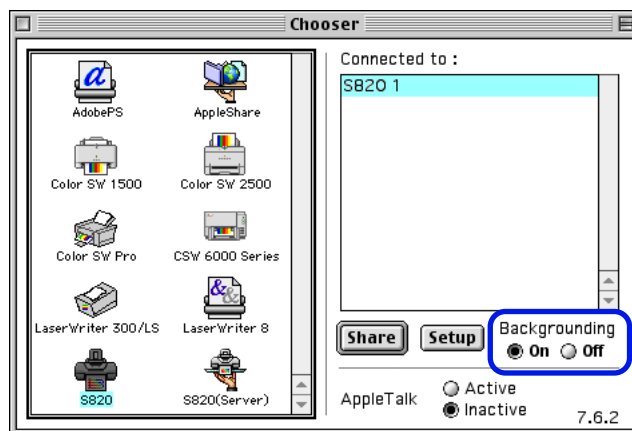 Chooser
AdobePS AppleShare
Color SW 1500 Color SW 2500
Color SW Pro CSW 6000 Series
LaserWriter 300/LS LaserWriter 8
S820 S820(Server)
Connected to :
S820 1
Share Setup Backgrounding
On Off
AppleTalk Active
Inactive
7.6.2